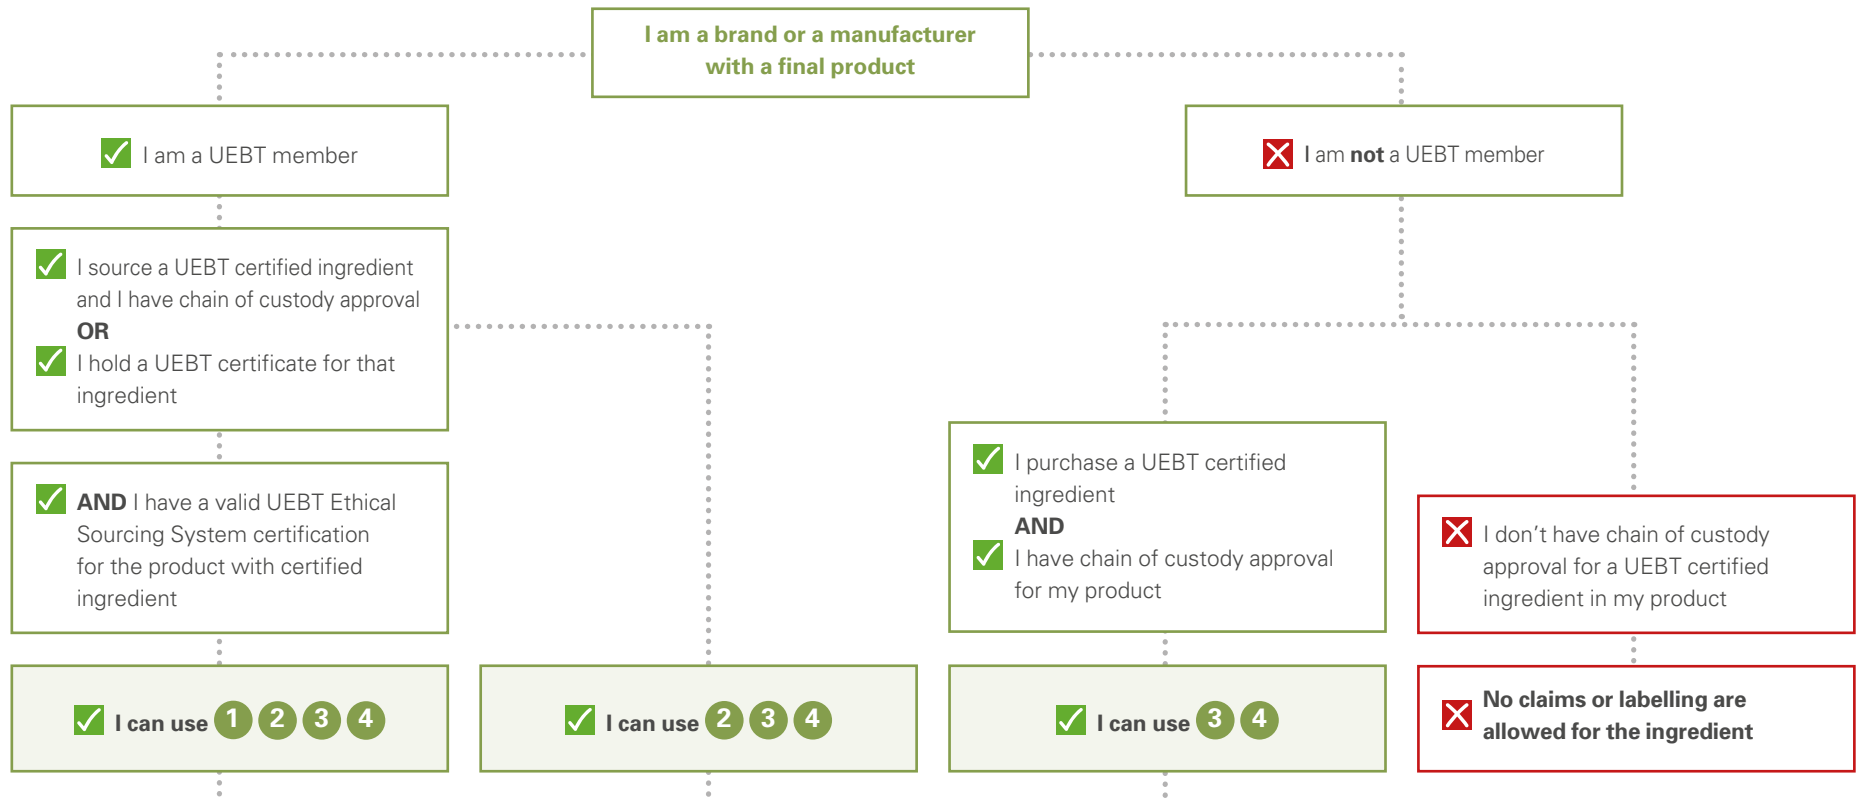 I am a brand or a manufacturer
with a final product
I am a UEBT member
I am not a UEBT member
I source a UEBT certified ingredient
and I have chain of custody approval
OR
I hold a UEBT certificate for that
ingredient
AND I have a valid UEBT Ethical
Sourcing System certification
for the product with certified
ingredient
I purchase a UEBT certified
ingredient
AND
I have chain of custody approval
for my product
I don't have chain of custody
approval for a UEBT certified
ingredient in my product
I can use 1 2 3 4
I can use 2 3 4
I can use 3 4
No claims or labelling are
allowed for the ingredient